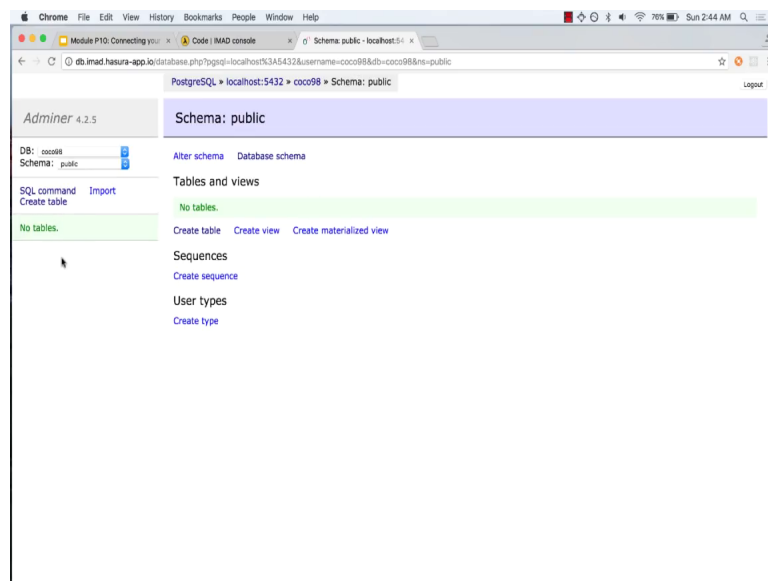 Chrome File Edit View History Bookmarks People Window Help 76% Sun 2:44 AM
Module P10: Connecting your Code | IMAD console Schema: public - localhost:54
db.imad.hasura-app.io/database.php?pgsql=localhost%3A5432&username=coco98&db=coco98&ns=public
PostgreSQL » localhost:5432 » coco98 » Schema: public
Logout
Adminer 4.2.5
Schema: public
DB: coco98
Schema: public
SQL command Import
Create table
No tables.
Alter schema Database schema
Tables and views
No tables.
Create table Create view Create materialized view
Sequences
Create sequence
User types
Create type